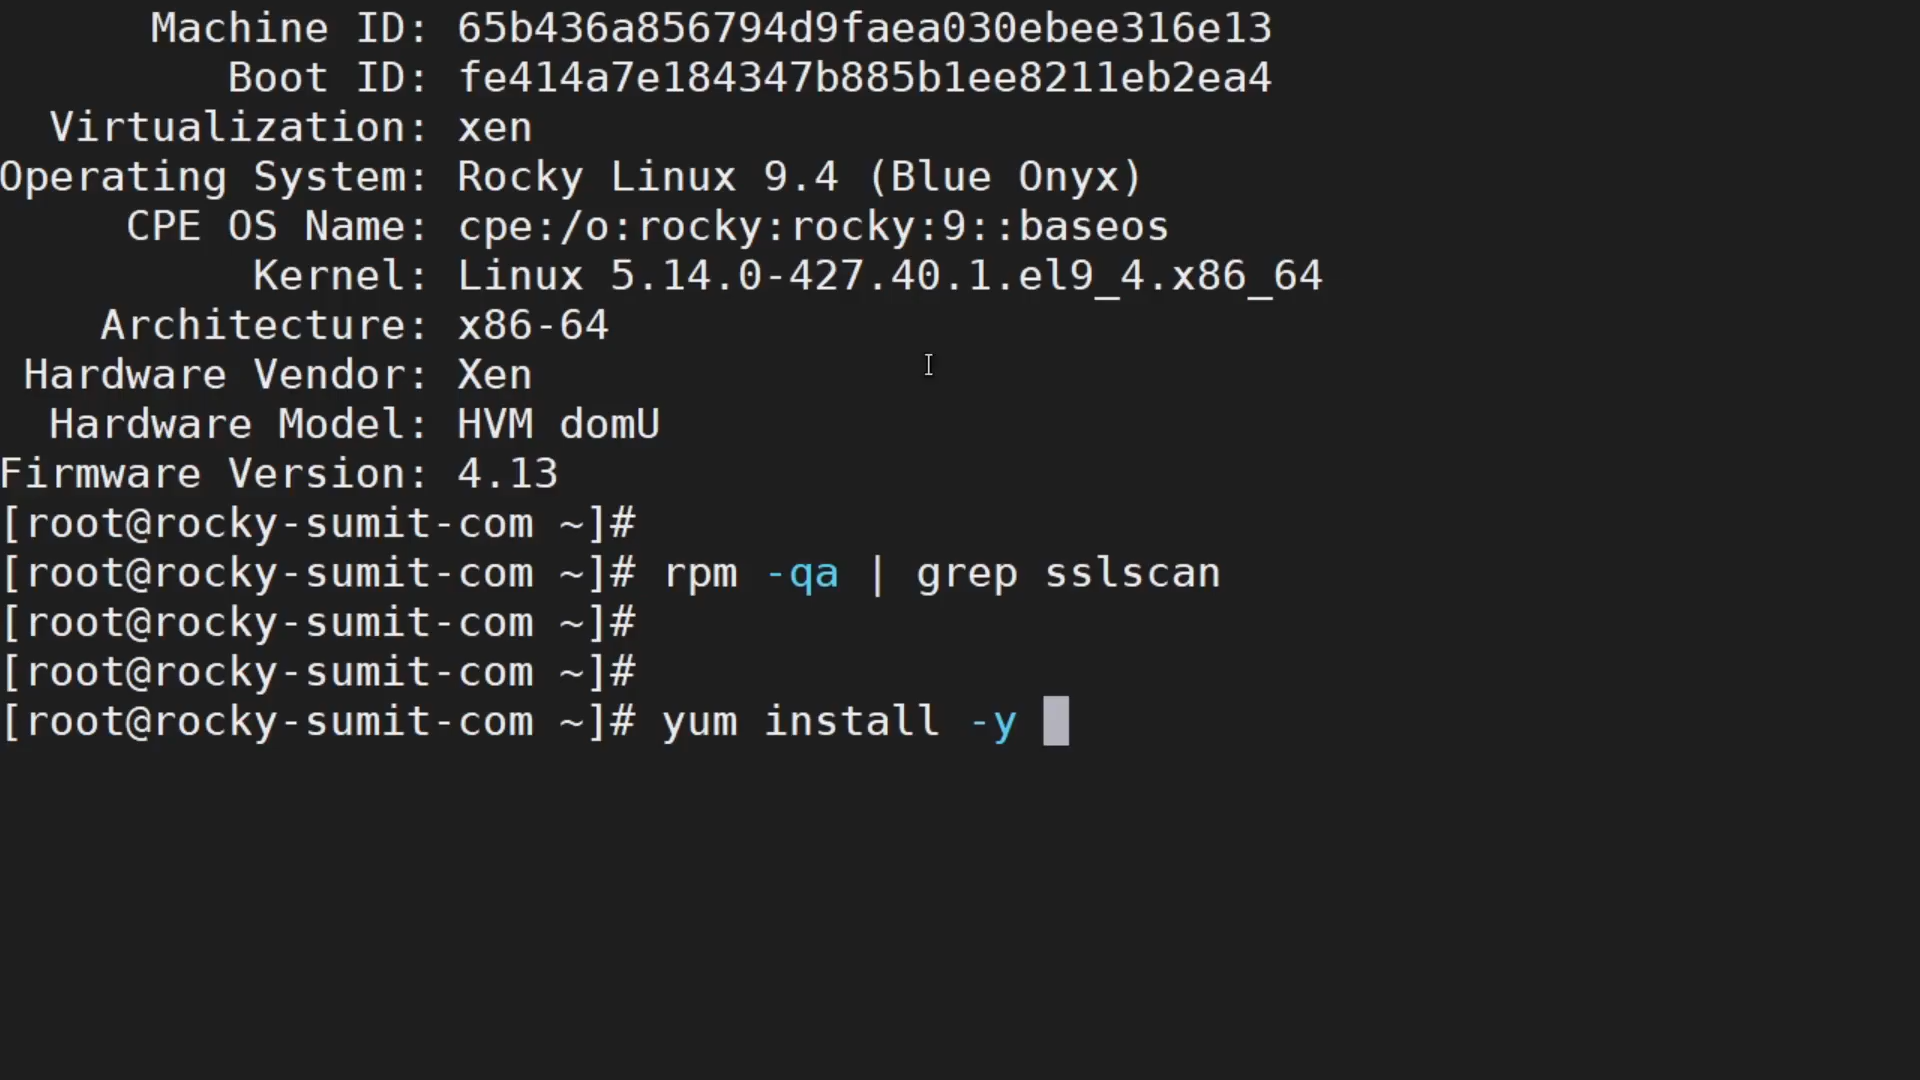 Machine ID: 65b436a856794d9faea030ebee316e13
Boot ID: fe414a7e184347b885b1ee8211eb2ea4
Virtualization: xen
Operating System: Rocky Linux 9.4 (Blue Onyx)
CPE OS Name: cpe:/o:rocky:rocky:9::baseos
Kernel: Linux 5.14.0-427.40.1.el9_4.x86_64
Architecture: x86-64
Hardware Vendor: Xen
Hardware Model: HVM domU
Firmware Version: 4.13
[root@rocky-sumit-com ~]#
[root@rocky-sumit-com ~]# rpm -qa | grep sslscan
[root@rocky-sumit-com ~]#
[root@rocky-sumit-com ~]#
[root@rocky-sumit-com ~]# yum install -y